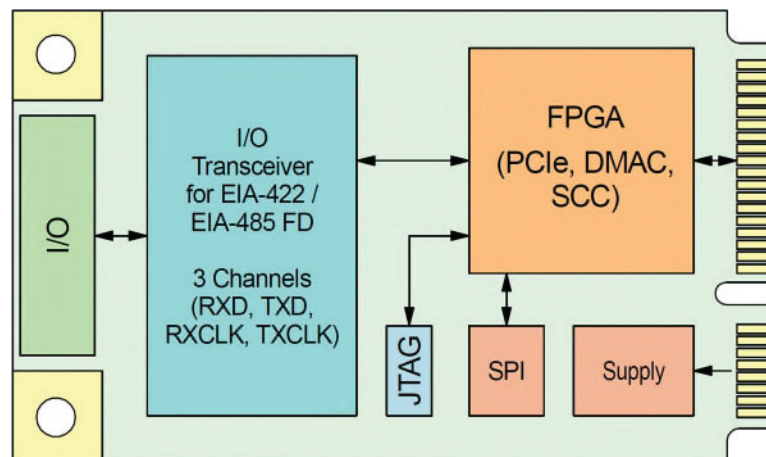 I/O
I/O
Transceiver
for EIA-422 /
EIA-485 FD
3 Channels
(RXD, TXD,
RXCLK, TXCLK)
FPGA
(PCIe, DMAC,
SCC)
JTAG
SPI
Supply